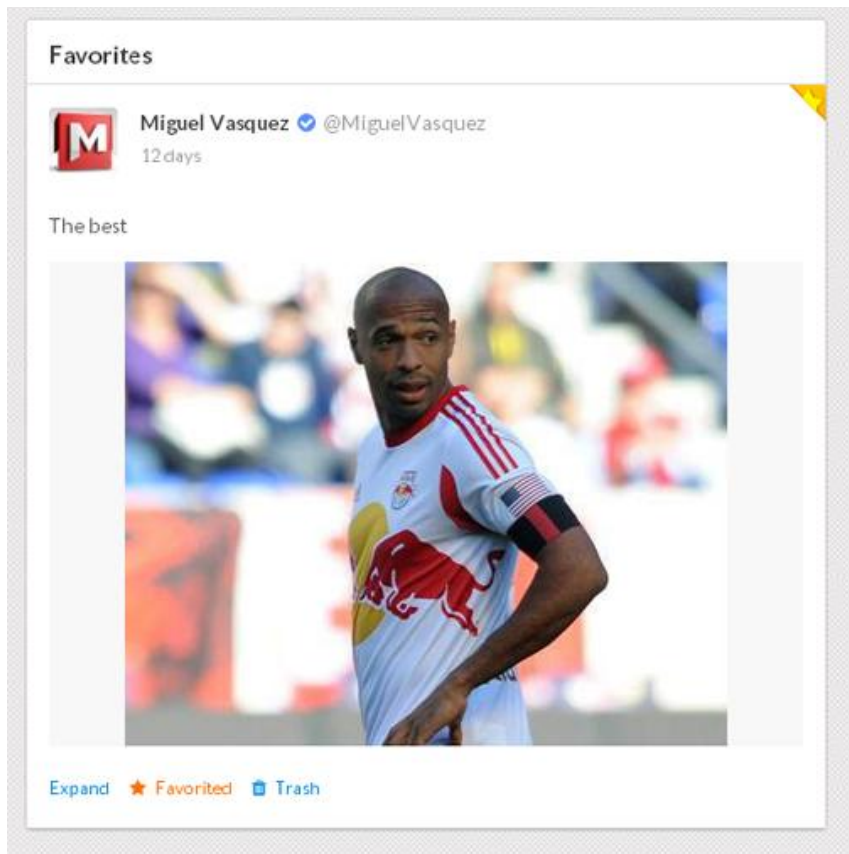 Favorites
Miguel Vasquez @MiguelVasquez
12 days
The best
Expand Favorited Trash